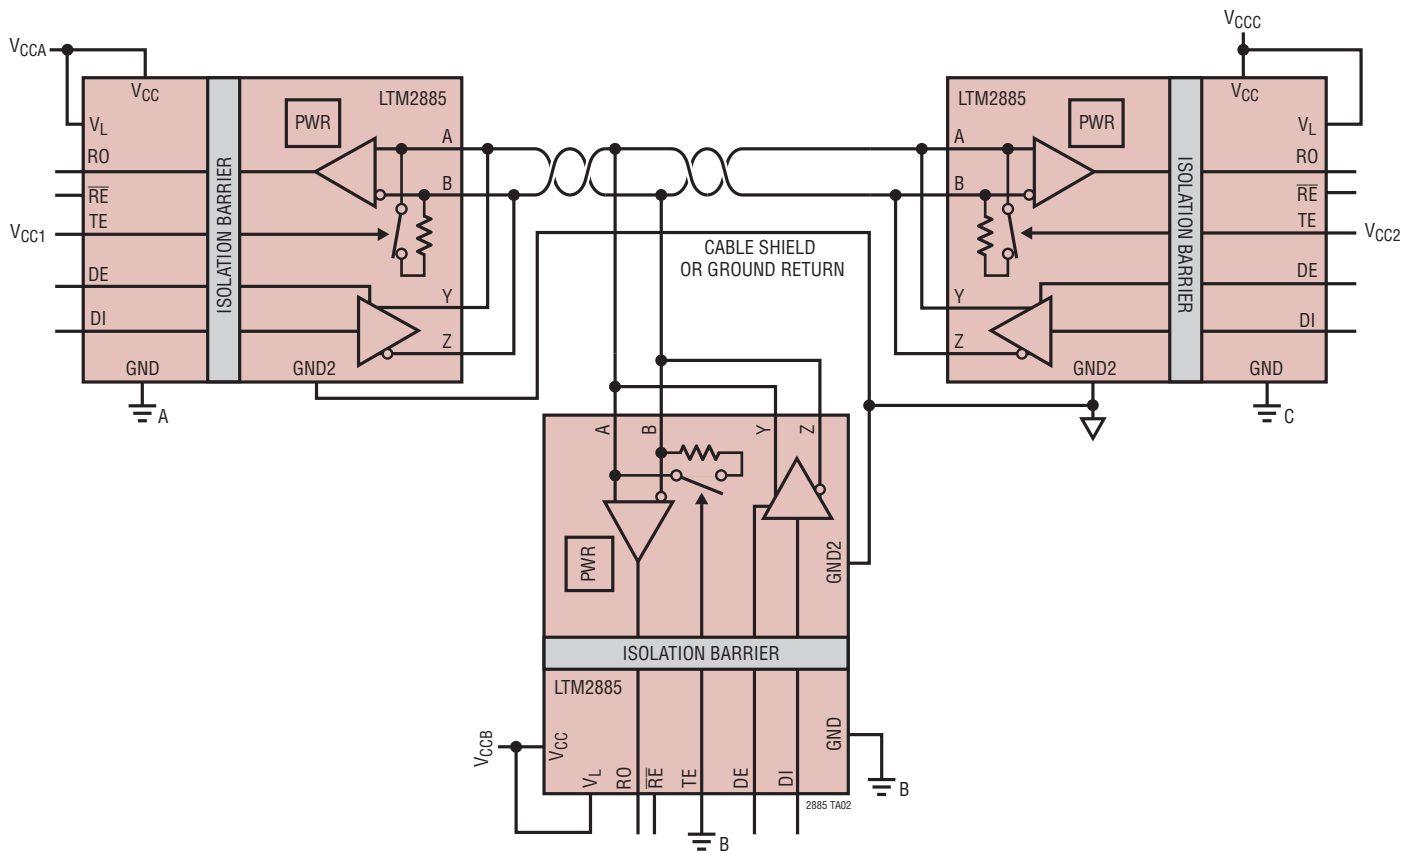 VCCA
VCC
LTM2885
PWR
VL
RO
RE
TE
VCC1
DE
DI
GND
A
ISOLATION BARRIER
A
B
Y
Z
GND2
CABLE SHIELD
OR GROUND RETURN
VCCC
LTM2885
PWR
VCC
VL
A
B
Y
Z
GND2
ISOLATION BARRIER
RO
RE
TE
VCC2
DE
DI
GND
C
A
B
Y
Z
PWR
GND2
ISOLATION BARRIER
LTM2885
VCCB
VCC
VL
RO
RE
TE
DE
DI
GND
B
2885 TA02
B